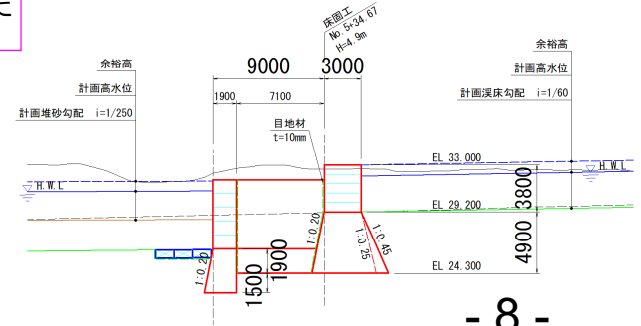 床固工
No. 5+34.67
H=4.9m
余裕高
計画高水位
計画堆砂勾配 i=1/250
9000
3000
1900
7100
目地材
t=10mm
余裕高
計画高水位
計画渓床勾配 i=1/60
H.W.L
EL 33.000
H.W.L
3800
EL 29.200
1:0.20
1:0.25
1:0.45
4900
1:0.20
1900
1500
EL 24.300
- 8 -